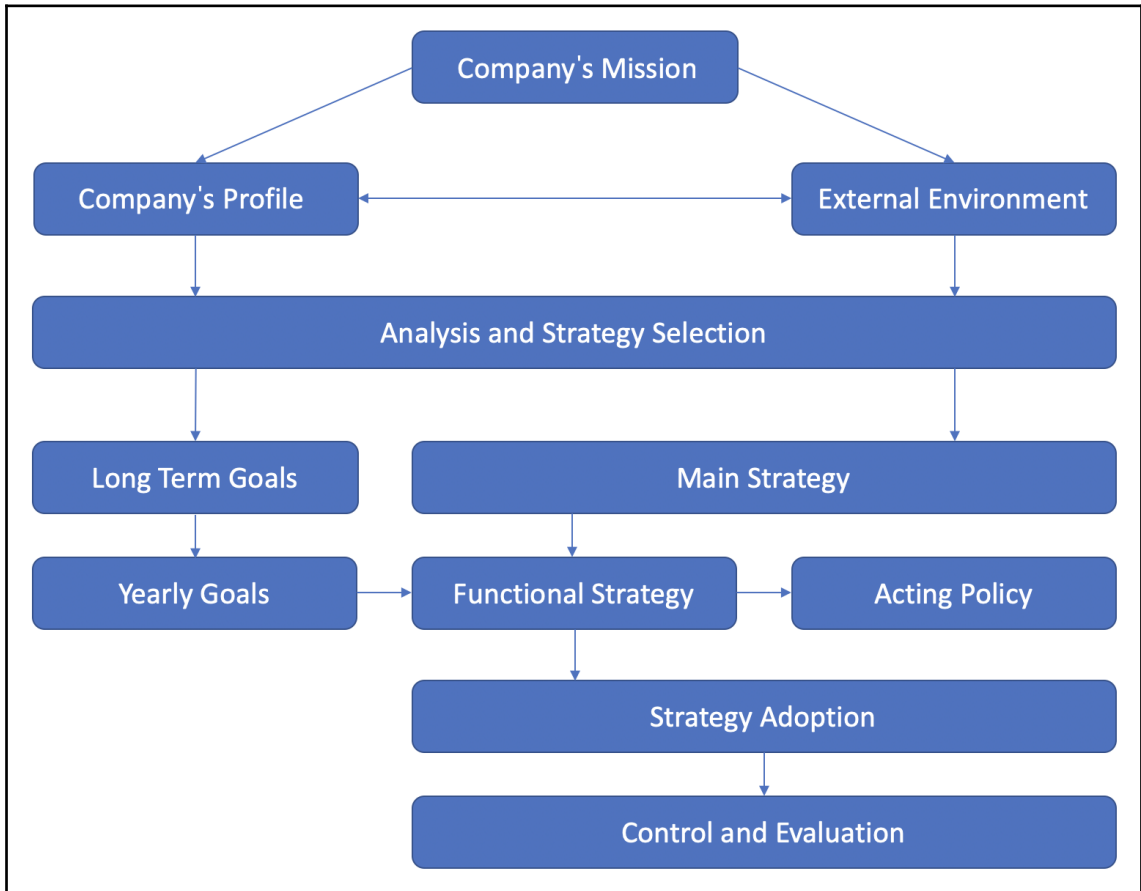 Company's Mission
Company's Profile
External Environment
Analysis and Strategy Selection
Long Term Goals
Main Strategy
Yearly Goals
Functional Strategy
Acting Policy
Strategy Adoption
Control and Evaluation